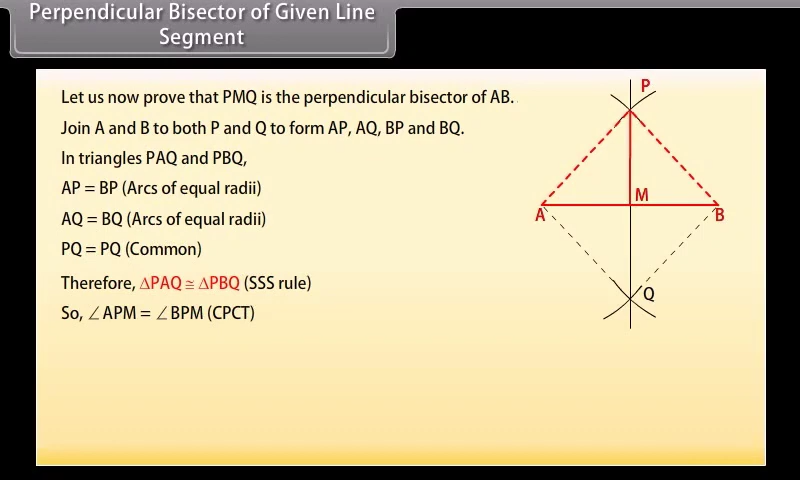 Perpendicular Bisector of Given Line
Segment
Let us now prove that PMQ is the perpendicular bisector of AB.
Join A and B to both P and Q to form AP, AQ, BP and BQ.
In triangles PAQ and PBQ,
AP = BP (Arcs of equal radii)
AQ = BQ (Arcs of equal radii)
PQ = PQ (Common)
Therefore, ∆PAQ ≅ ∆PBQ (SSS rule)
So, ∠APM = ∠BPM (CPCT)
P
M
A
B
Q